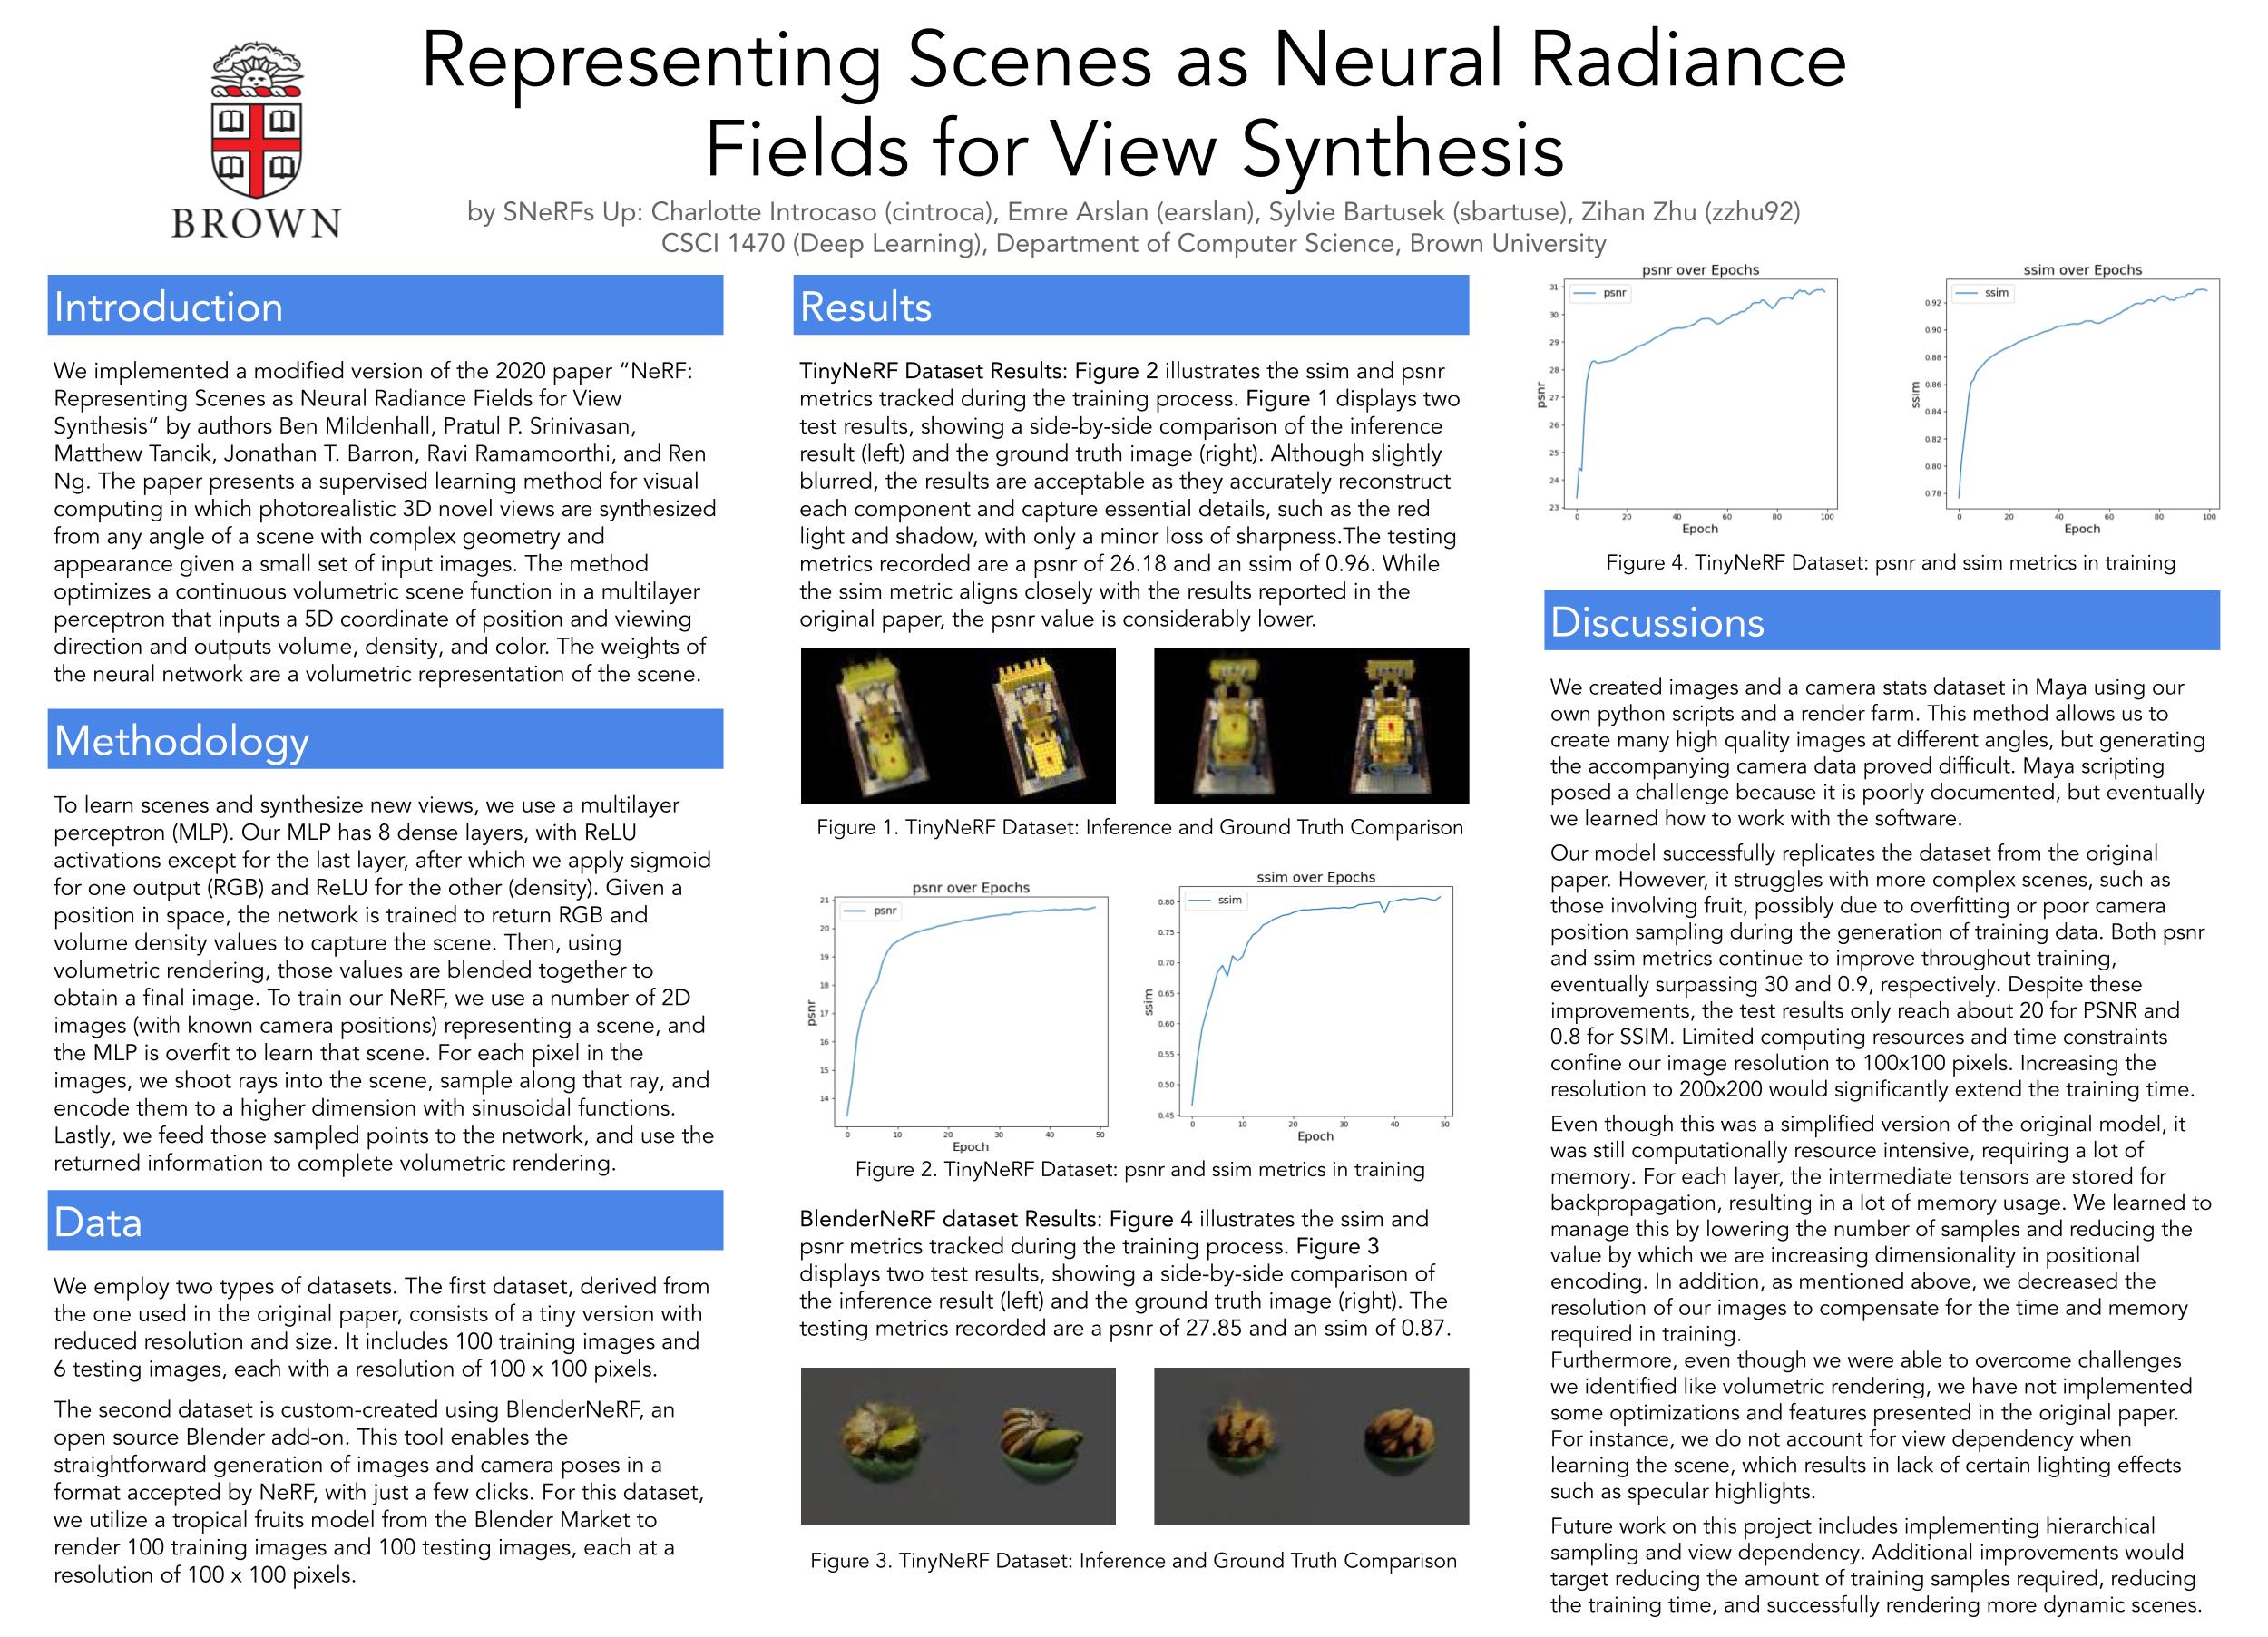 Representing Scenes as Neural Radiance
Fields for View Synthesis
BROWN
by SNeRFs Up: Charlotte Introcaso (cintroca), Emre Arslan (earslan), Sylvie Bartusek (sbartuse), Zihan Zhu (zzhu92)
CSCI 1470 (Deep Learning), Department of Computer Science, Brown University
Introduction
We implemented a modified version of the 2020 paper “NeRF:
Representing Scenes as Neural Radiance Fields for View
Synthesis” by authors Ben Mildenhall, Pratul P. Srinivasan,
Matthew Tancik, Jonathan T. Barron, Ravi Ramamoorthi, and Ren
Ng. The paper presents a supervised learning method for visual
computing in which photorealistic 3D novel views are synthesized
from any angle of a scene with complex geometry and
appearance given a small set of input images. The method
optimizes a continuous volumetric scene function in a multilayer
perceptron that inputs a 5D coordinate of position and viewing
direction and outputs volume, density, and color. The weights of
the neural network are a volumetric representation of the scene.
Methodology
To learn scenes and synthesize new views, we use a multilayer
perceptron (MLP). Our MLP has 8 dense layers, with ReLU
activations except for the last layer, after which we apply sigmoid
for one output (RGB) and ReLU for the other (density). Given a
position in space, the network is trained to return RGB and
volume density values to capture the scene. Then, using
volumetric rendering, those values are blended together to
obtain a final image. To train our NeRF, we use a number of 2D
images (with known camera positions) representing a scene, and
the MLP is overfit to learn that scene. For each pixel in the
images, we shoot rays into the scene, sample along that ray, and
encode them to a higher dimension with sinusoidal functions.
Lastly, we feed those sampled points to the network, and use the
returned information to complete volumetric rendering.
Data
We employ two types of datasets. The first dataset, derived from
the one used in the original paper, consists of a tiny version with
reduced resolution and size. It includes 100 training images and
6 testing images, each with a resolution of 100 x 100 pixels.
The second dataset is custom-created using BlenderNeRF, an
open source Blender add-on. This tool enables the
straightforward generation of images and camera poses in a
format accepted by NeRF, with just a few clicks. For this dataset,
we utilize a tropical fruits model from the Blender Market to
render 100 training images and 100 testing images, each at a
resolution of 100 x 100 pixels.
Results
TinyNeRF Dataset Results: Figure 2 illustrates the ssim and psnr
metrics tracked during the training process. Figure 1 displays two
test results, showing a side-by-side comparison of the inference
result (left) and the ground truth image (right). Although slightly
blurred, the results are acceptable as they accurately reconstruct
each component and capture essential details, such as the red
light and shadow, with only a minor loss of sharpness.The testing
metrics recorded are a psnr of 26.18 and an ssim of 0.96. While
the ssim metric aligns closely with the results reported in the
original paper, the psnr value is considerably lower.
Figure 1. TinyNeRF Dataset: Inference and Ground Truth Comparison
psnr over Epochs
psnr
21
20
19
18
17
16
15
14
psnr
0 10 20 30 40 50
Epoch
ssim over Epochs
ssim
0.80
0.75
0.70
0.65
0.60
0.55
0.50
0.45
ssim
0 10 20 30 40 50
Epoch
Figure 2. TinyNeRF Dataset: psnr and ssim metrics in training
BlenderNeRF dataset Results: Figure 4 illustrates the ssim and
psnr metrics tracked during the training process. Figure 3
displays two test results, showing a side-by-side comparison of
the inference result (left) and the ground truth image (right). The
testing metrics recorded are a psnr of 27.85 and an ssim of 0.87.
Figure 3. TinyNeRF Dataset: Inference and Ground Truth Comparison
psnr over Epochs
psnr
31
30
29
28
27
26
25
24
23
psnr
0 20 40 60 80 100
Epoch
ssim over Epochs
ssim
0.92
0.90
0.88
0.86
0.84
0.82
0.80
0.78
ssim
0 20 40 60 80 100
Epoch
Figure 4. TinyNeRF Dataset: psnr and ssim metrics in training
Discussions
We created images and a camera stats dataset in Maya using our
own python scripts and a render farm. This method allows us to
create many high quality images at different angles, but generating
the accompanying camera data proved difficult. Maya scripting
posed a challenge because it is poorly documented, but eventually
we learned how to work with the software.
Our model successfully replicates the dataset from the original
paper. However, it struggles with more complex scenes, such as
those involving fruit, possibly due to overfitting or poor camera
position sampling during the generation of training data. Both psnr
and ssim metrics continue to improve throughout training,
eventually surpassing 30 and 0.9, respectively. Despite these
improvements, the test results only reach about 20 for PSNR and
0.8 for SSIM. Limited computing resources and time constraints
confine our image resolution to 100x100 pixels. Increasing the
resolution to 200x200 would significantly extend the training time.
Even though this was a simplified version of the original model, it
was still computationally resource intensive, requiring a lot of
memory. For each layer, the intermediate tensors are stored for
backpropagation, resulting in a lot of memory usage. We learned to
manage this by lowering the number of samples and reducing the
value by which we are increasing dimensionality in positional
encoding. In addition, as mentioned above, we decreased the
resolution of our images to compensate for the time and memory
required in training.
Furthermore, even though we were able to overcome challenges
we identified like volumetric rendering, we have not implemented
some optimizations and features presented in the original paper.
For instance, we do not account for view dependency when
learning the scene, which results in lack of certain lighting effects
such as specular highlights.
Future work on this project includes implementing hierarchical
sampling and view dependency. Additional improvements would
target reducing the amount of training samples required, reducing
the training time, and successfully rendering more dynamic scenes.